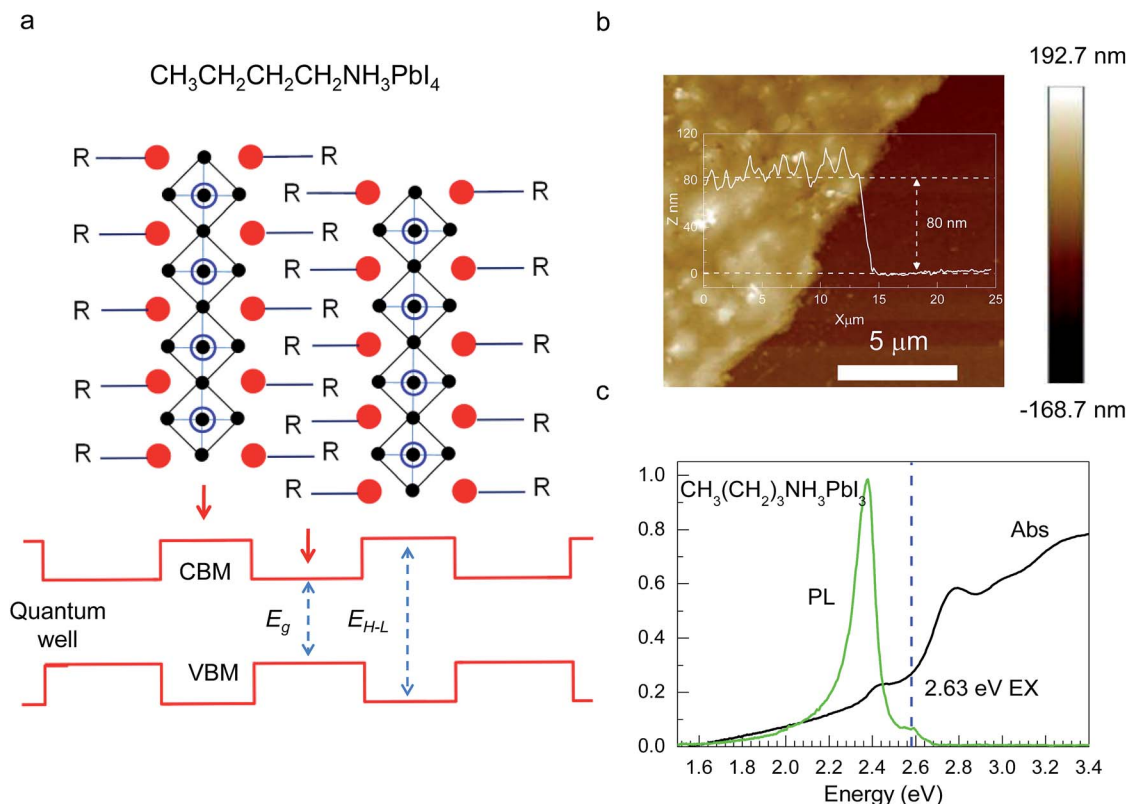 a
CH₃CH₂CH₂CH₂NH₃PbI₄
R R
R R
R R
R R
R R
R R
R R
R R
R R
R R
R R
CBM
Quantum
well
E_g
E_H-L
VBM
b
192.7 nm
120
80
40
0
Z nm
80 nm
0 5 10 15 20 25
Xμm
5 μm
-168.7 nm
c
1.0
0.8
0.6
0.4
0.2
0.0
CH₃(CH₂)₃NH₃PbI₃
Abs
PL
2.63 eV EX
1.6 1.8 2.0 2.2 2.4 2.6 2.8 3.0 3.2 3.4
Energy (eV)